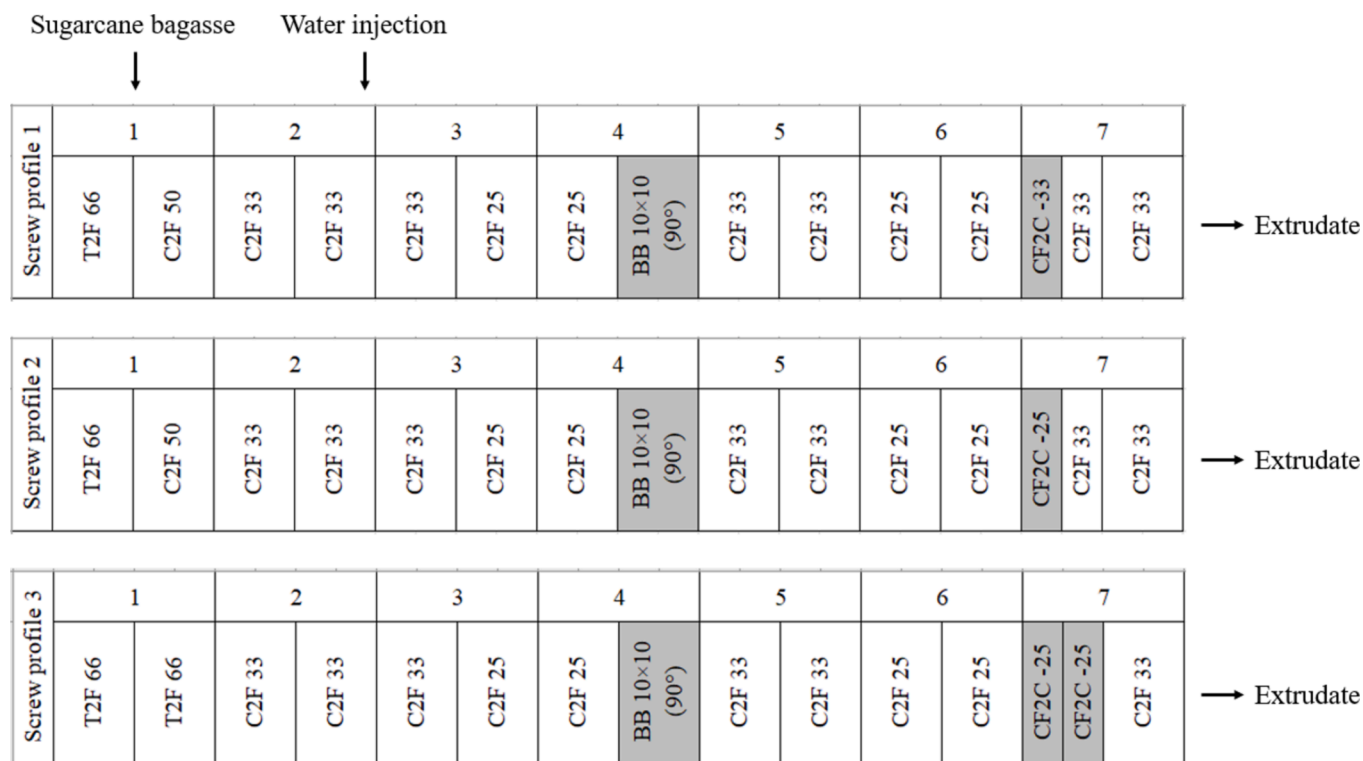 Sugarcane bagasse Water injection
Screw profile 1
1 2 3 4 5 6 7
T2F 66 C2F 50 C2F 33 C2F 33 C2F 33 C2F 25 C2F 25 BB 10×10 (90°) C2F 33 C2F 33 C2F 25 C2F 25 CF2C -33 C2F 33 C2F 33
Extrudate
Screw profile 2
1 2 3 4 5 6 7
T2F 66 C2F 50 C2F 33 C2F 33 C2F 33 C2F 25 C2F 25 BB 10×10 (90°) C2F 33 C2F 33 C2F 25 C2F 25 CF2C -25 C2F 33 C2F 33
Extrudate
Screw profile 3
1 2 3 4 5 6 7
T2F 66 T2F 66 C2F 33 C2F 33 C2F 33 C2F 25 C2F 25 BB 10×10 (90°) C2F 33 C2F 33 C2F 25 C2F 25 CF2C -25 CF2C -25 C2F 33
Extrudate